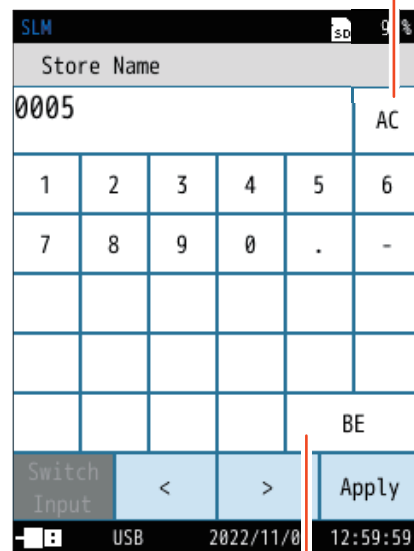 SLM SD 9 %
Store Name
0005
AC
1 2 3 4 5 6
7 8 9 0 . -
BE
Switch Input < > Apply
USB 2022/11/0 12:59:59